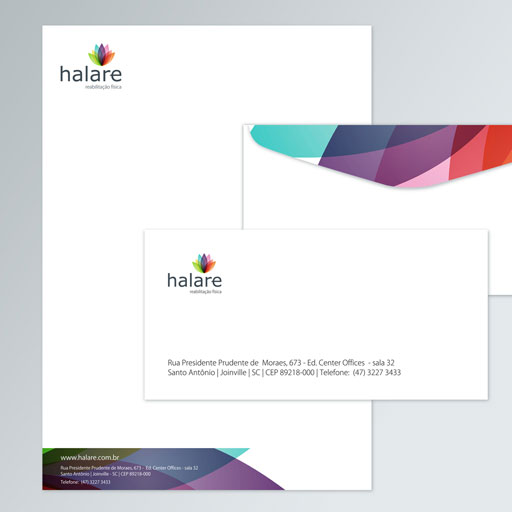 halare
reabilitação física
halare
reabilitação física
Rua Presidente Prudente de Moraes, 673 - Ed. Center Offices - sala 32
Santo Antônio | Joinville | SC | CEP 89218-000 | Telefone: (47) 3227 3433
www.halare.com.br
Rua Presidente Prudente de Moraes, 673 - Ed. Center Offices - sala 32
Santo Antônio | Joinville - SC - CEP 89218-000
Telefone: (47) 3227 3433